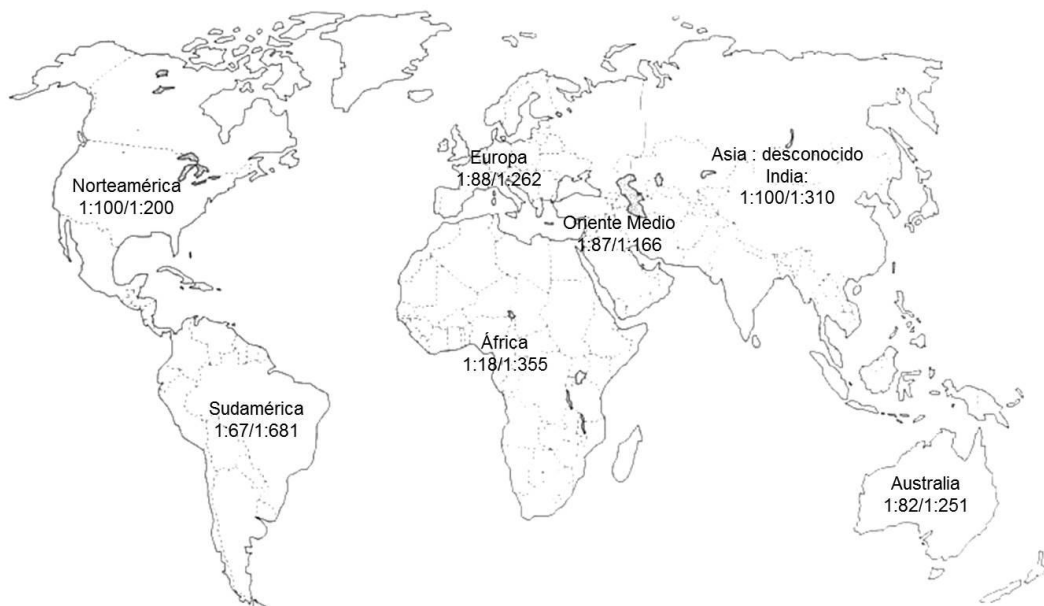 Norteamérica
1:100/1:200
Europa
1:88/1:262
Asia : desconocido
India:
1:100/1:310
Oriente Medio
1:87/1:166
África
1:18/1:355
Sudamérica
1:67/1:681
Australia
1:82/1:251